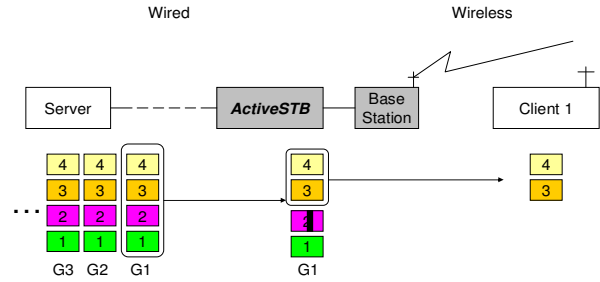 Wired Wireless
Server ActiveSTB Base Station Client 1
4 4 4 4 4
3 3 3 3 3
... 2 2 2 2
1 1 1 1
G3 G2 G1 G1